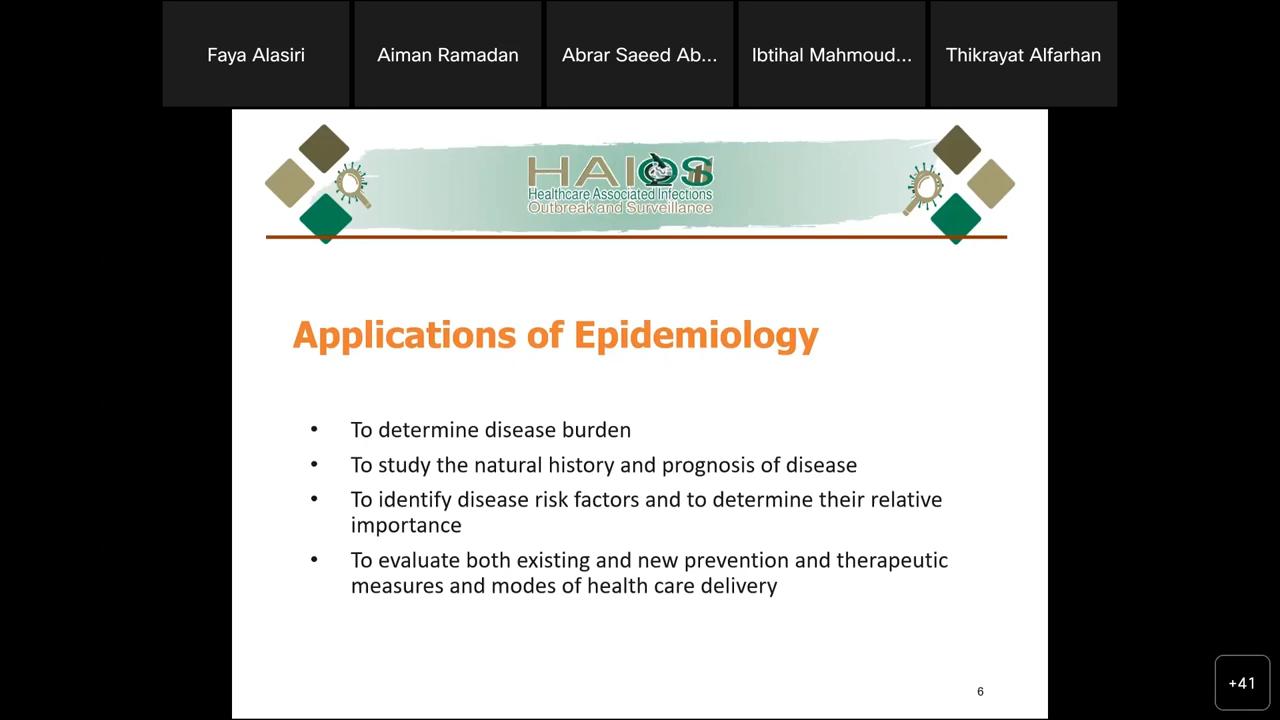 Faya Alasiri
Aiman Ramadan
Abrar Saeed Ab...
Ibtihal Mahmoud...
Thikrayat Alfarhan
HAIOS
Healthcare Associated Infections
Outbreak and Surveillance
Applications of Epidemiology
• To determine disease burden
• To study the natural history and prognosis of disease
• To identify disease risk factors and to determine their relative
importance
• To evaluate both existing and new prevention and therapeutic
measures and modes of health care delivery
6
+41